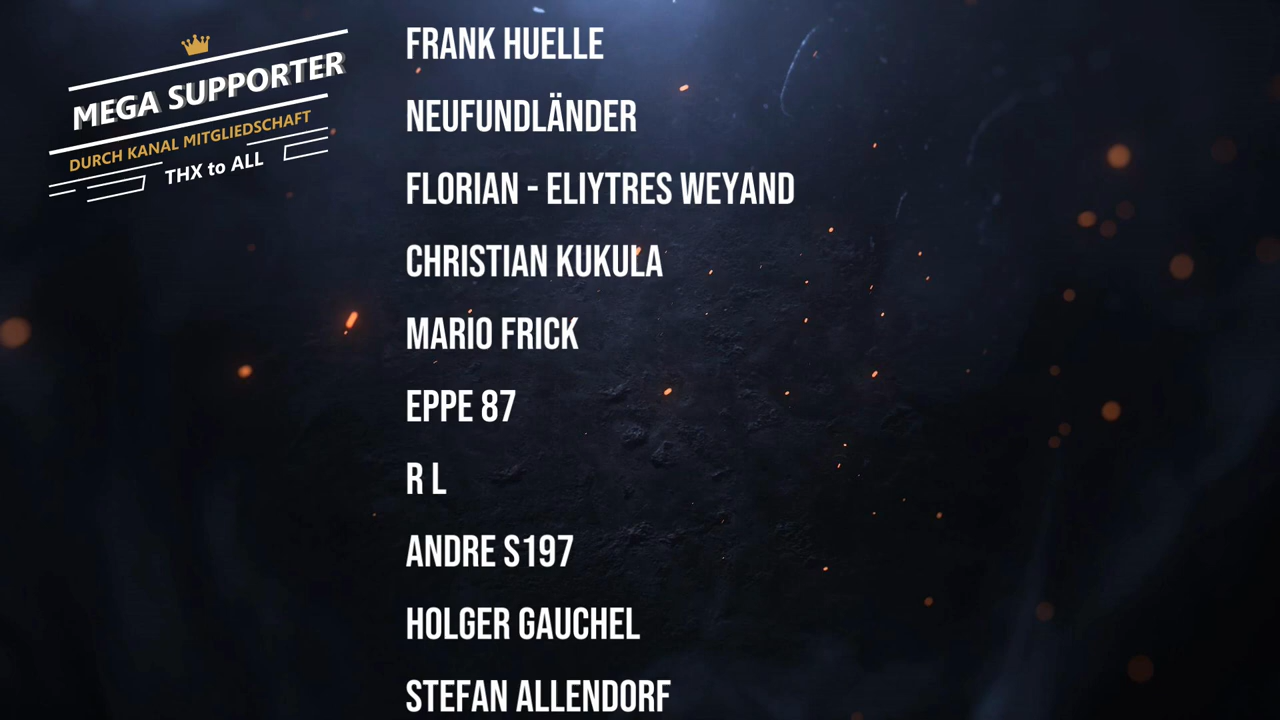 MEGA SUPPORTER
DURCH KANAL MITGLIEDSCHAFT
THX to ALL
FRANK HUELLE
NEUFUNDLÄNDER
FLORIAN - ELIYTRES WEYAND
CHRISTIAN KUKULA
MARIO FRICK
EPPE 87
R L
ANDRE S197
HOLGER GAUCHEL
STEFAN ALLENDORF